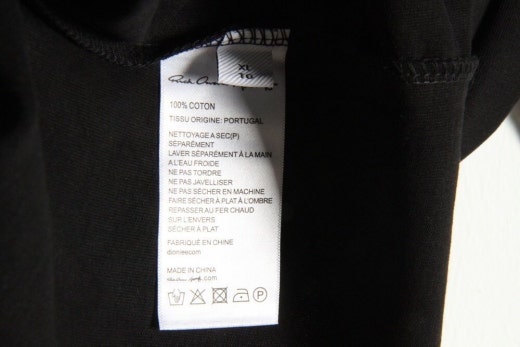 XL
100% COTON
TISSU ORIGINE: PORTUGAL
NETTOYAGE A SEC(P)
SÉPARÉMENT
LAVER SÉPARÉMENT À LA MAIN
A L'EAU FROIDE
NE PAS TORDRE
NE PAS JAVELLISER
NE PAS SÉCHER EN MACHINE
FAIRE SÉCHER À PLAT À L'OMBRE
REPASSER AU FER CHAUD
SUR L'ENVERS
SÉCHER À PLAT
FABRIQUÉ EN CHINE
MADE IN CHINA
.com
P